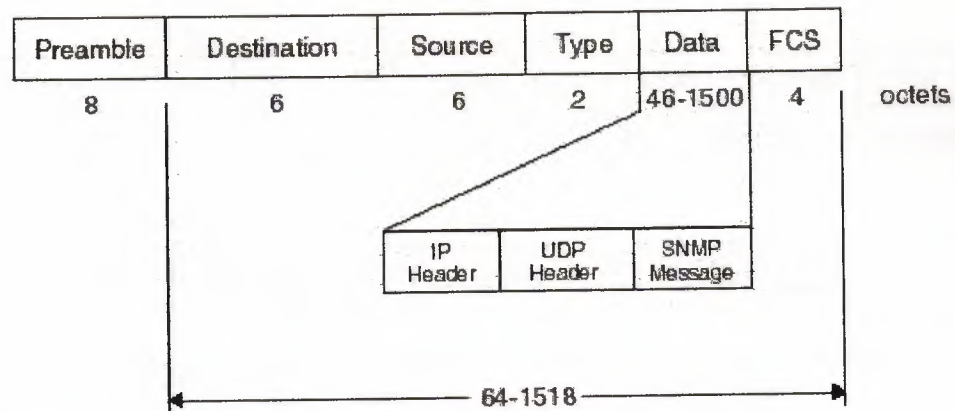 Preamble Destination Source Type Data FCS
8 6 6 2 46-1500 4 octets
IP Header UDP Header SNMP Message
64-1518